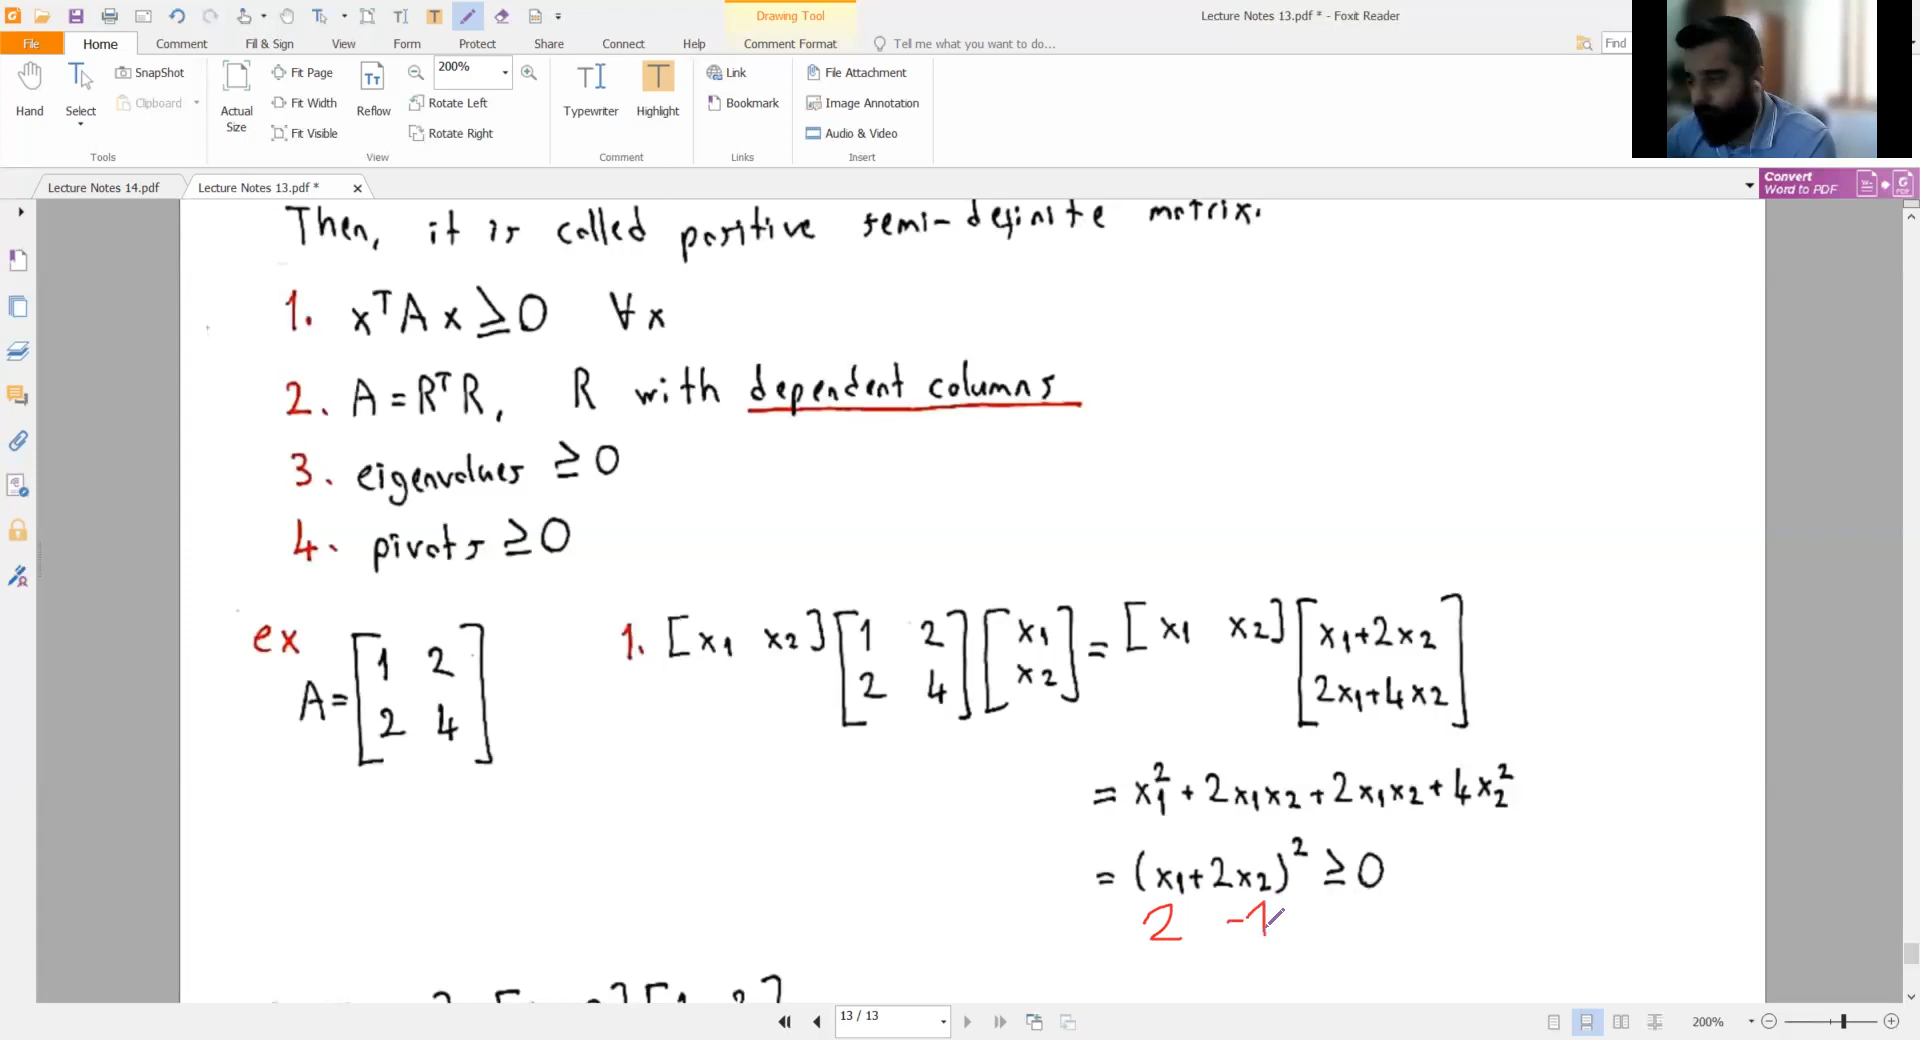 Drawing Tool
Lecture Notes 13.pdf * - Foxit Reader
File Home Comment Fill & Sign View Form Protect Share Connect Help Comment Format Tell me what you want to do... Find
Hand Select SnapShot Clipboard
Tools
Actual Size Fit Page Fit Width Fit Visible Reflow 200% Rotate Left Rotate Right
View
Typewriter Highlight
Comment
Link Bookmark
Links
File Attachment Image Annotation Audio & Video
Insert
Lecture Notes 14.pdf Lecture Notes 13.pdf *
Convert
Word to PDF
Then, it is called positive semi-definite matrix.
1. xᵀAx ≥ 0 ∀x
2. A = RᵀR, R with dependent columns
3. eigenvalues ≥ 0
4. pivots ≥ 0
ex A = [1 2; 2 4] 1. [x₁ x₂] [1 2; 2 4] [x₁; x₂] = [x₁ x₂] [x₁+2x₂; 2x₁+4x₂]
= x₁² + 2x₁x₂ + 2x₁x₂ + 4x₂²
= (x₁+2x₂)² ≥ 0
2 -1
13 / 13
200%